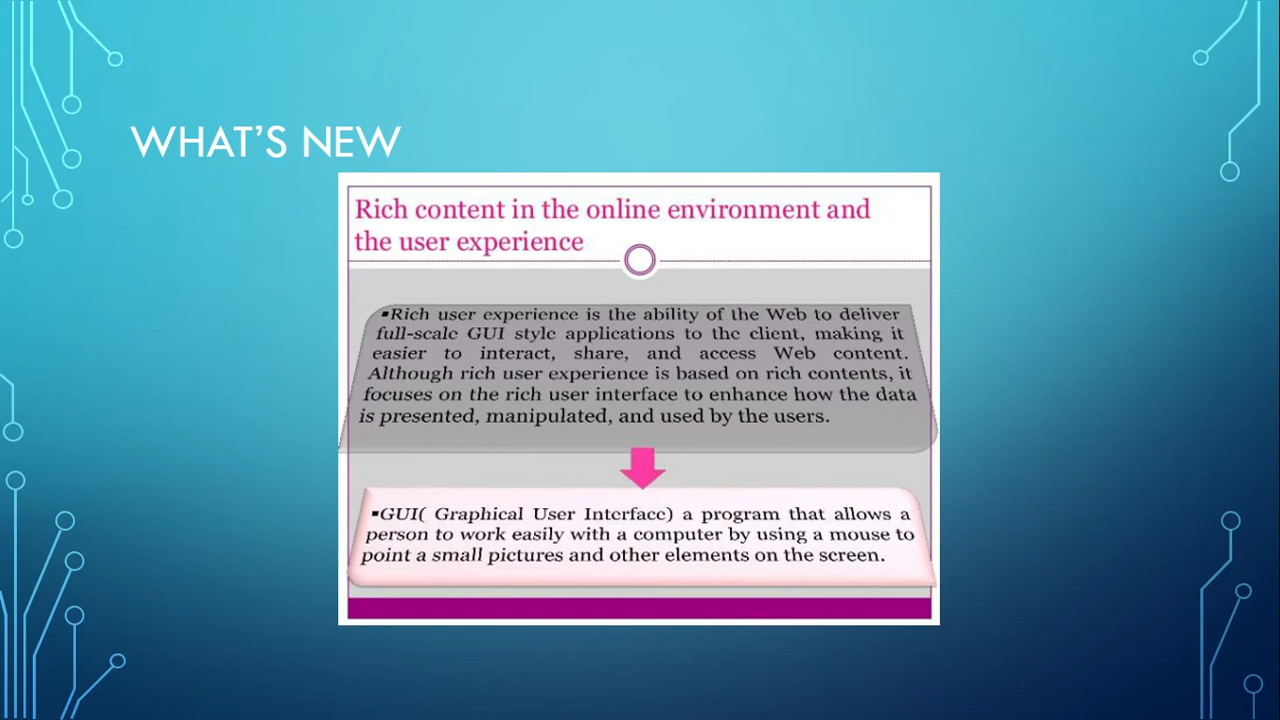 WHAT'S NEW
Rich content in the online environment and
the user experience
▪Rich user experience is the ability of the Web to deliver
full-scale GUI style applications to the client, making it
easier to interact, share, and access Web content.
Although rich user experience is based on rich contents, it
focuses on the rich user interface to enhance how the data
is presented, manipulated, and used by the users.
▪GUI( Graphical User Interface) a program that allows a
person to work easily with a computer by using a mouse to
point a small pictures and other elements on the screen.